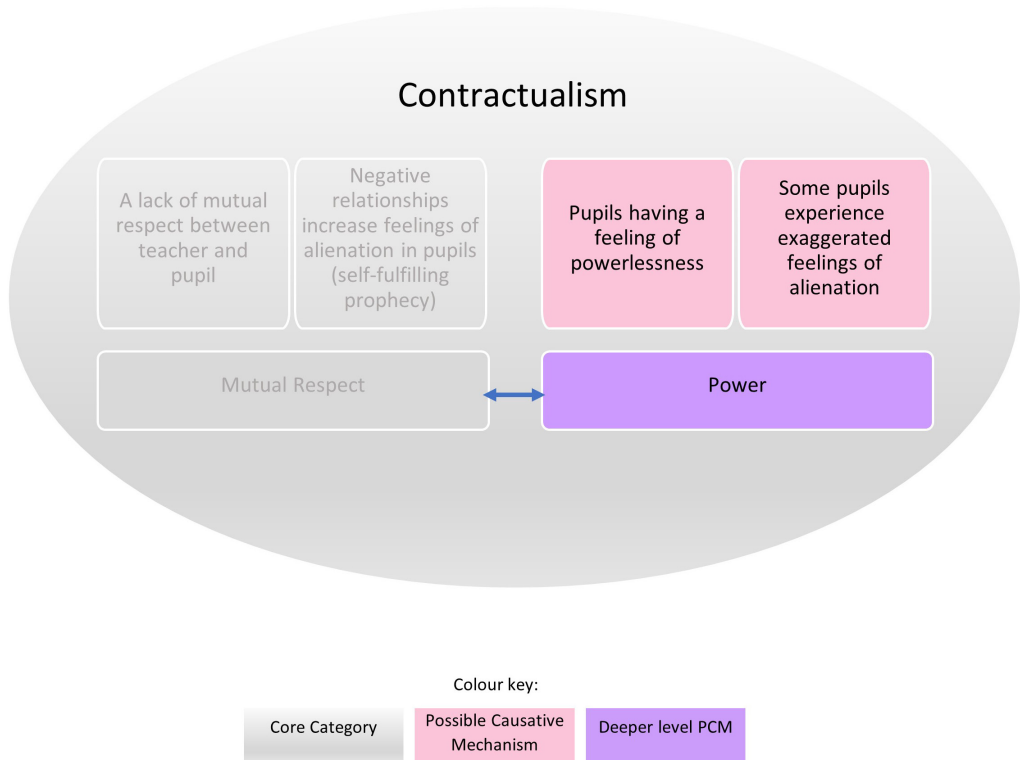 Contractualism
A lack of mutual
respect between
teacher and
pupil
Negative
relationships
increase feelings of
alienation in pupils
(self-fulfilling
prophecy)
Pupils having a
feeling of
powerlessness
Some pupils
experience
exaggerated
feelings of
alienation
Mutual Respect
Power
Colour key:
Core Category
Possible Causative
Mechanism
Deeper level PCM